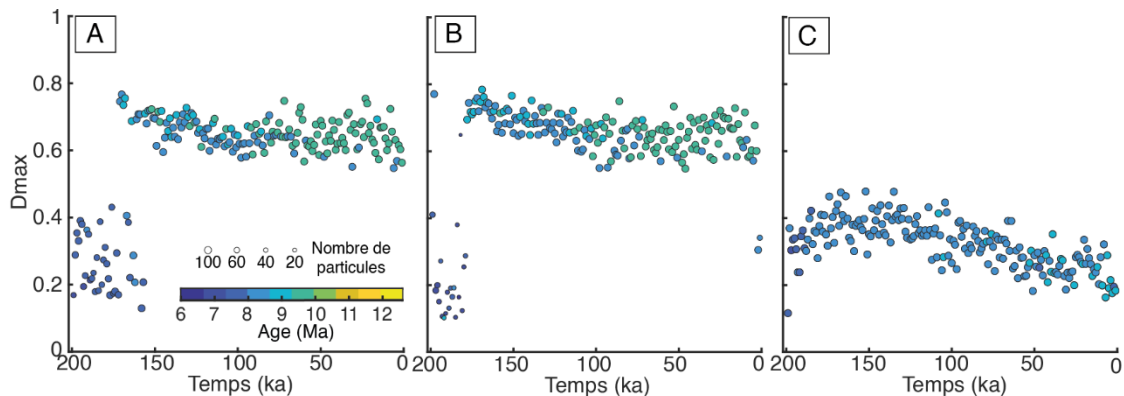 A
B
C
1
0.8
0.6
0.4
0.2
0
Dmax
100 60 40 20
Nombre de
particules
6 7 8 9 10 11 12
Age (Ma)
200 150 100 50 0
Temps (ka)
200 150 100 50 0
Temps (ka)
200 150 100 50 0
Temps (ka)